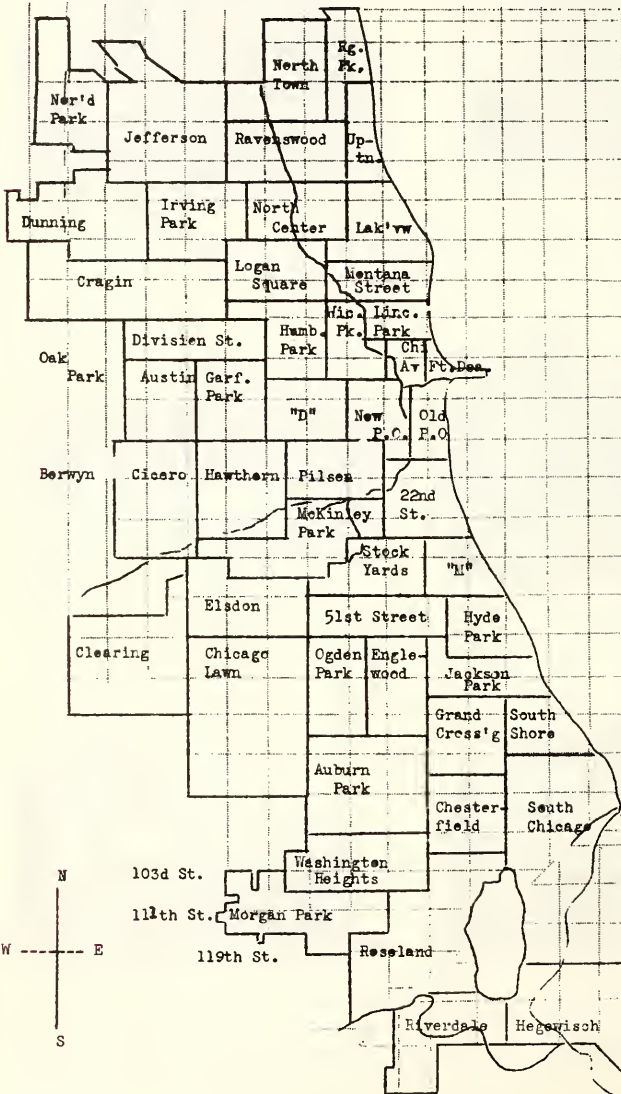 Rg.
Pk.
North
Town
Nor'd
Park
Jefferson
Ravenswood
Up-
tn.
Dunning
Irving
Park
North
Center
Lak'vw
Cragin
Logan
Square
Montana
Street
Humb.
Park
Wic.
Pk.
Linc.
Park
Division St.
Chi
Av
Ft.Dea.
Oak
Park
Austin
Garf.
Park
"D"
New
P.O.
Old
P.O
Berwyn
Cicero
Hawthorn
Pilsen
22nd
St.
McKinley
Park
Stock
Yards
"M"
Elsdon
51st Street
Hyde
Park
Clearing
Chicago
Lawn
Ogden
Park
Engle-
wood
Jackson
Park
Grand
Cross'g
South
Shore
Auburn
Park
Chester-
field
South
Chicago
Washington
Heights
103d St.
111th St.
Morgan Park
119th St.
Roseland
Riverdale
Hegewisch
N
W
E
S